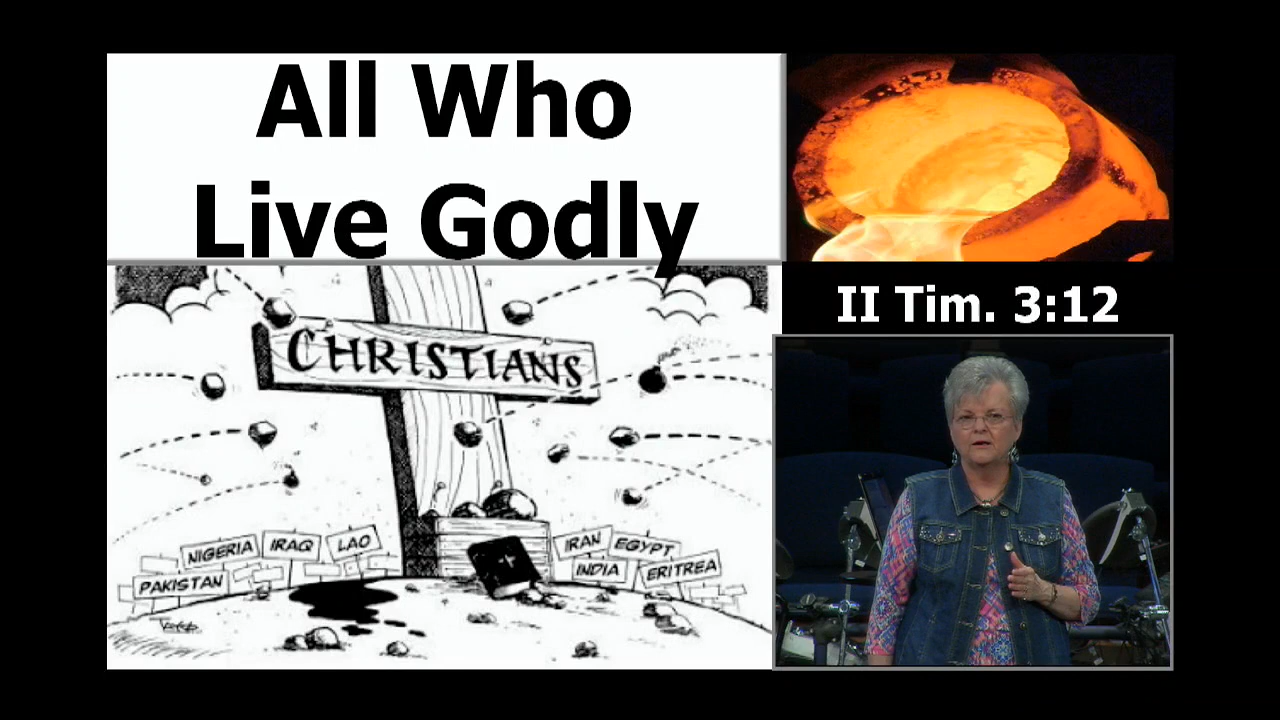 All Who
Live Godly
II Tim. 3:12
CHRISTIANS
NIGERIA
IRAQ
LAO
PAKISTAN
IRAN
EGYPT
INDIA
ERITREA